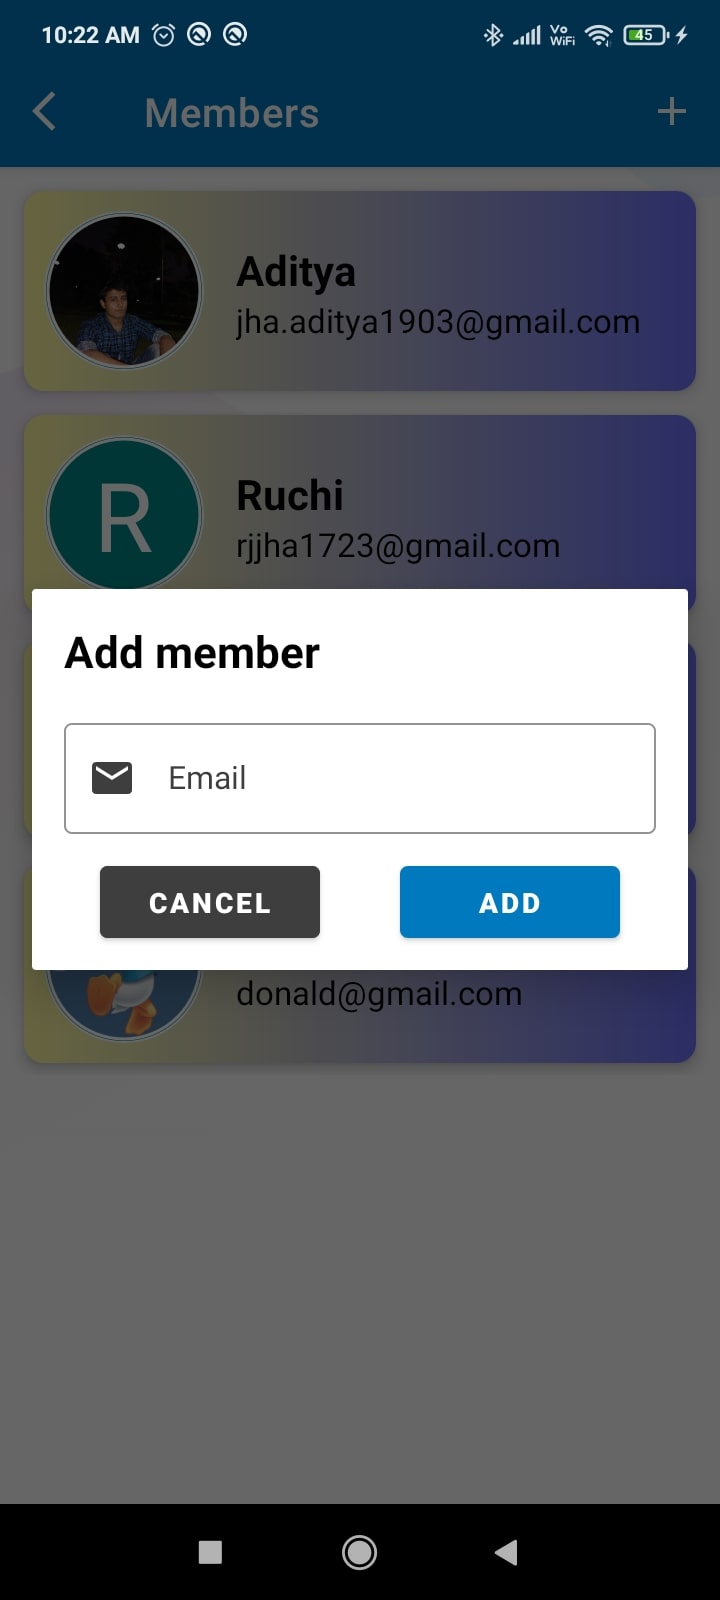 10:22 AM
Vo
WiFi
45
Members
Aditya
jha.aditya1903@gmail.com
R
Ruchi
rjjha1723@gmail.com
Add member
Email
CANCEL
ADD
donald@gmail.com